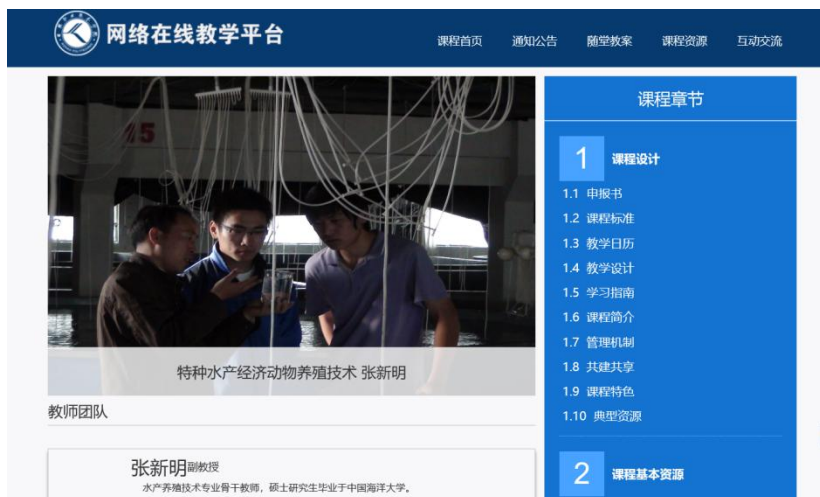 网络在线教学平台
课程首页 通知公告 随堂教案 课程资源 互动交流
15
特种水产经济动物养殖技术 张新明
教师团队
张新明副教授
水产养殖技术专业骨干教师，硕士研究生毕业于中国海洋大学。
课程章节
1 课程设计
1.1 申报书
1.2 课程标准
1.3 教学日历
1.4 教学设计
1.5 学习指南
1.6 课程简介
1.7 管理机制
1.8 共建共享
1.9 课程特色
1.10 典型资源
2 课程基本资源